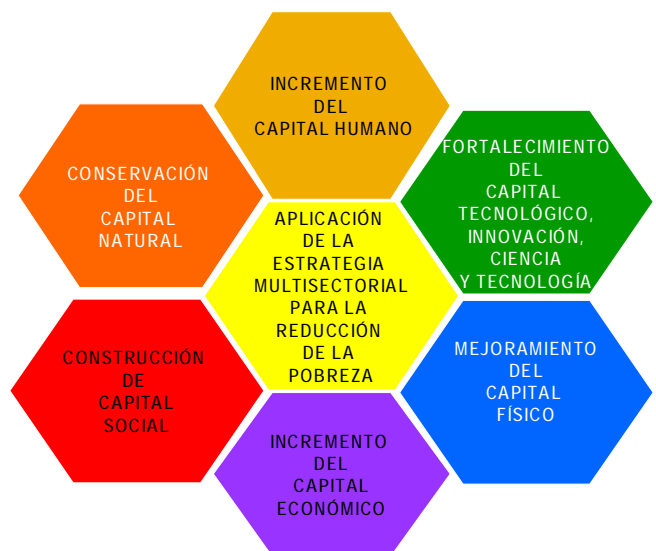 INCREMENTO
DEL
CAPITAL HUMANO
FORTALECIMIENTO
DEL
CAPITAL
TECNOLÓGICO,
INNOVACIÓN,
CIENCIA
Y TECNOLOGÍA
CONSERVACIÓN
DEL
CAPITAL
NATURAL
APLICACIÓN
DE LA
ESTRATEGIA
MULTISECTORIAL
PARA LA
REDUCCIÓN
DE LA
POBREZA
MEJORAMIENTO
DEL
CAPITAL
FÍSICO
CONSTRUCCIÓN
DE
CAPITAL
SOCIAL
INCREMENTO
DEL
CAPITAL
ECONÓMICO